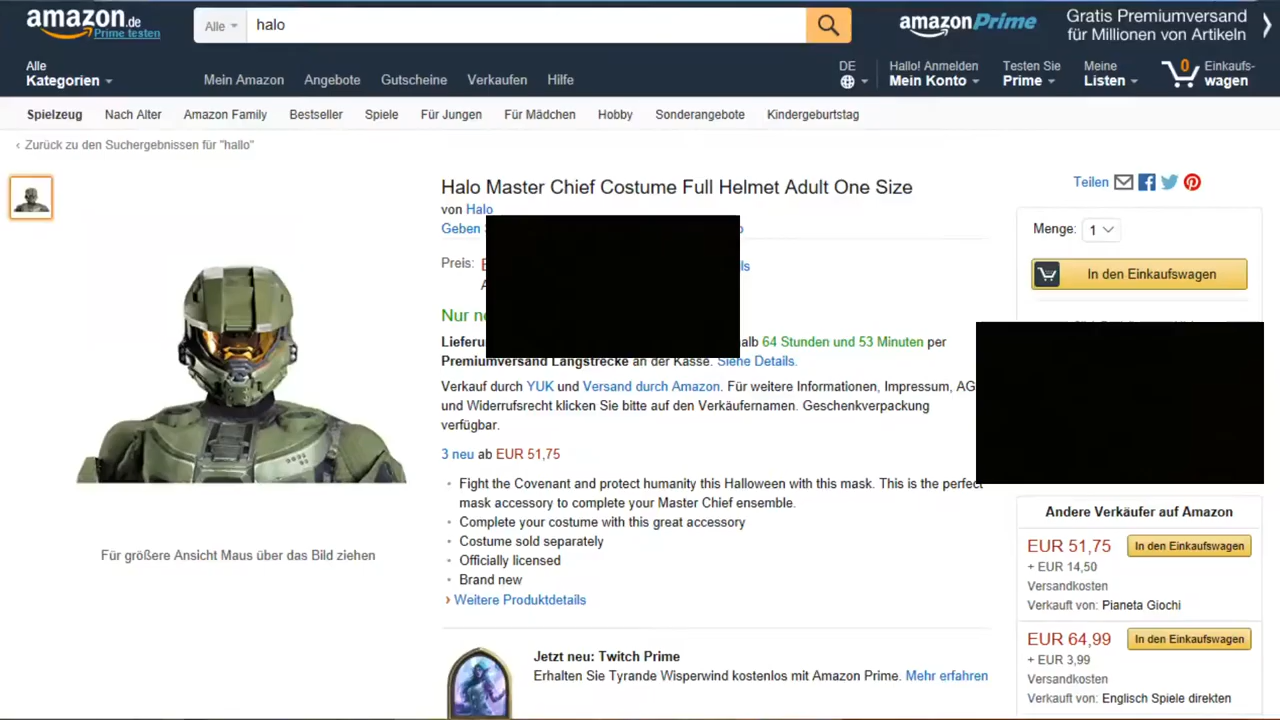 amazon.de
Prime testen
Alle
halo
amazonPrime
Gratis Premiumversand
für Millionen von Artikeln
Alle
Kategorien
Mein Amazon
Angebote
Gutscheine
Verkaufen
Hilfe
DE
Hallo! Anmelden
Mein Konto
Testen Sie
Prime
Meine
Listen
0
Einkaufs-
wagen
Spielzeug
Nach Alter
Amazon Family
Bestseller
Spiele
Für Jungen
Für Mädchen
Hobby
Sonderangebote
Kindergeburtstag
‹ Zurück zu den Suchergebnissen für "hallo"
Halo Master Chief Costume Full Helmet Adult One Size
von Halo
Geben
Preis:
Nur
64 Stunden und 53 Minuten per
Premiumversand Langstrecke an der Kasse. Siehe Details.
Verkauf durch YUK und Versand durch Amazon. Für weitere Informationen, Impressum, AG
und Widerrufsrecht klicken Sie bitte auf den Verkäufernamen. Geschenkverpackung
verfügbar.
3 neu ab EUR 51,75
• Fight the Covenant and protect humanity this Halloween with this mask. This is the perfect
mask accessory to complete your Master Chief ensemble.
• Complete your costume with this great accessory
• Costume sold separately
• Officially licensed
• Brand new
› Weitere Produktdetails
Für größere Ansicht Maus über das Bild ziehen
Jetzt neu: Twitch Prime
Erhalten Sie Tyrande Wisperwind kostenlos mit Amazon Prime. Mehr erfahren
Teilen
Menge: 1
In den Einkaufswagen
Andere Verkäufer auf Amazon
EUR 51,75
In den Einkaufswagen
+ EUR 14,50
Versandkosten
Verkauft von: Pianeta Giochi
EUR 64,99
In den Einkaufswagen
+ EUR 3,99
Versandkosten
Verkauft von: Englisch Spiele direkten